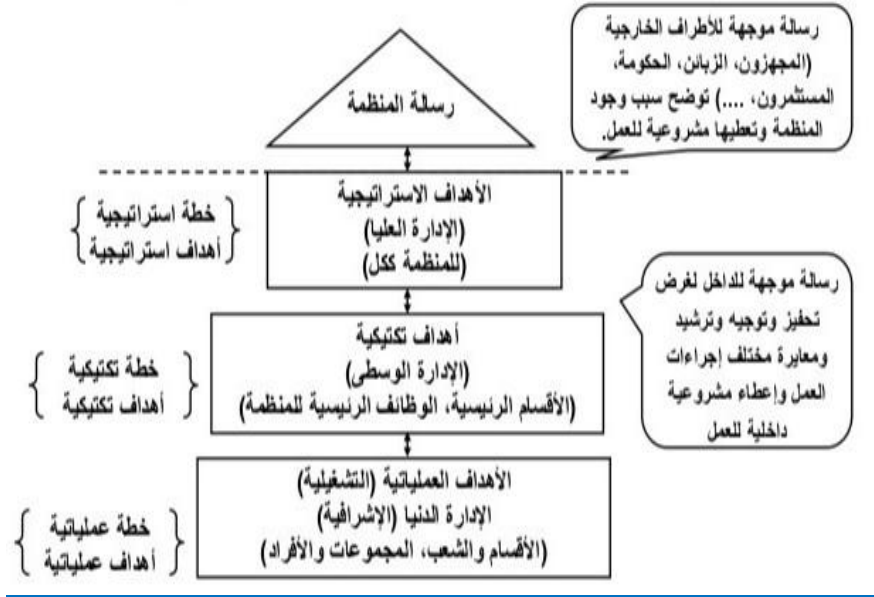 رسالة موجهة للأطراف الخارجية
(المجهزون، الزبائن، الحكومة،
المستثمرون، ....) توضح سبب وجود
المنظمة وتعطيها مشروعية للعمل.
رسالة المنظمة
الأهداف الاستراتيجية
(الإدارة العليا)
(للمنظمة ككل)
خطة استراتيجية
أهداف استراتيجية
رسالة موجهة للداخل لغرض
تحفيز وتوجيه وترشيد
ومعايرة مختلف إجراءات
العمل وإعطاء مشروعية
داخلية للعمل
أهداف تكتيكية
(الإدارة الوسطى)
(الأقسام الرئيسية، الوظائف الرئيسية للمنظمة)
خطة تكتيكية
أهداف تكتيكية
الأهداف العملياتية (التشغيلية)
الإدارة الدنيا (الإشرافية)
(الأقسام والشعب، المجموعات والأفراد)
خطة عملياتية
أهداف عملياتية